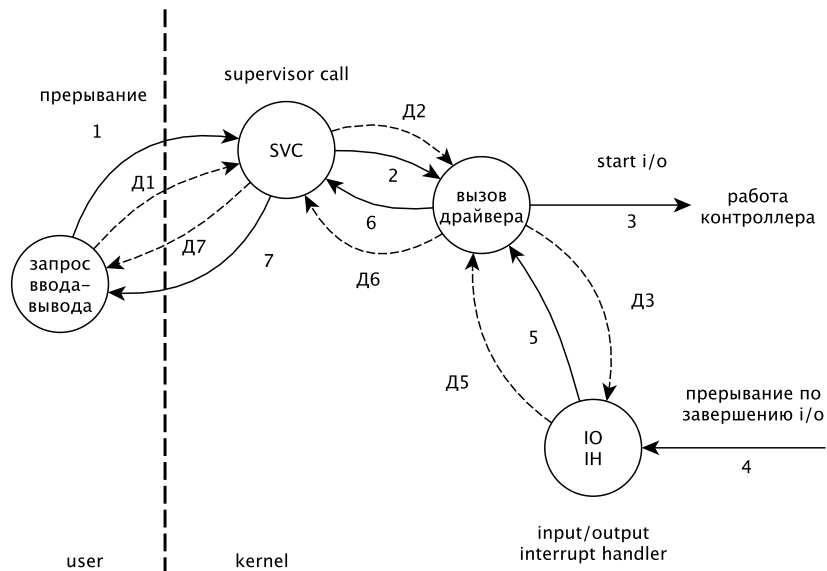 supervisor call
прерывание
1
Д2
SVC
2
start i/o
Д1
вызов
драйвера
работа
контроллера
3
6
Д7
7
запрос
ввода-
вывода
Д6
Д3
5
Д5
прерывание по
завершению i/o
IO
IH
4
input/output
interrupt handler
user
kernel